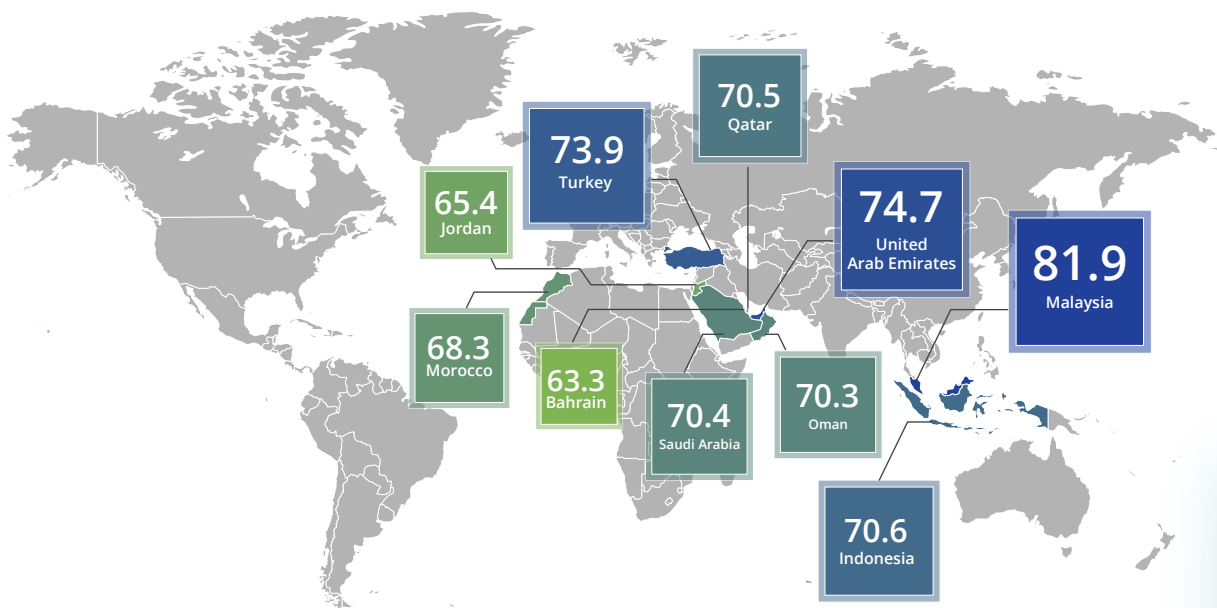 70.5
Qatar
73.9
Turkey
74.7
United
Arab Emirates
65.4
Jordan
81.9
Malaysia
68.3
Morocco
63.3
Bahrain
70.4
Saudi Arabia
70.3
Oman
70.6
Indonesia